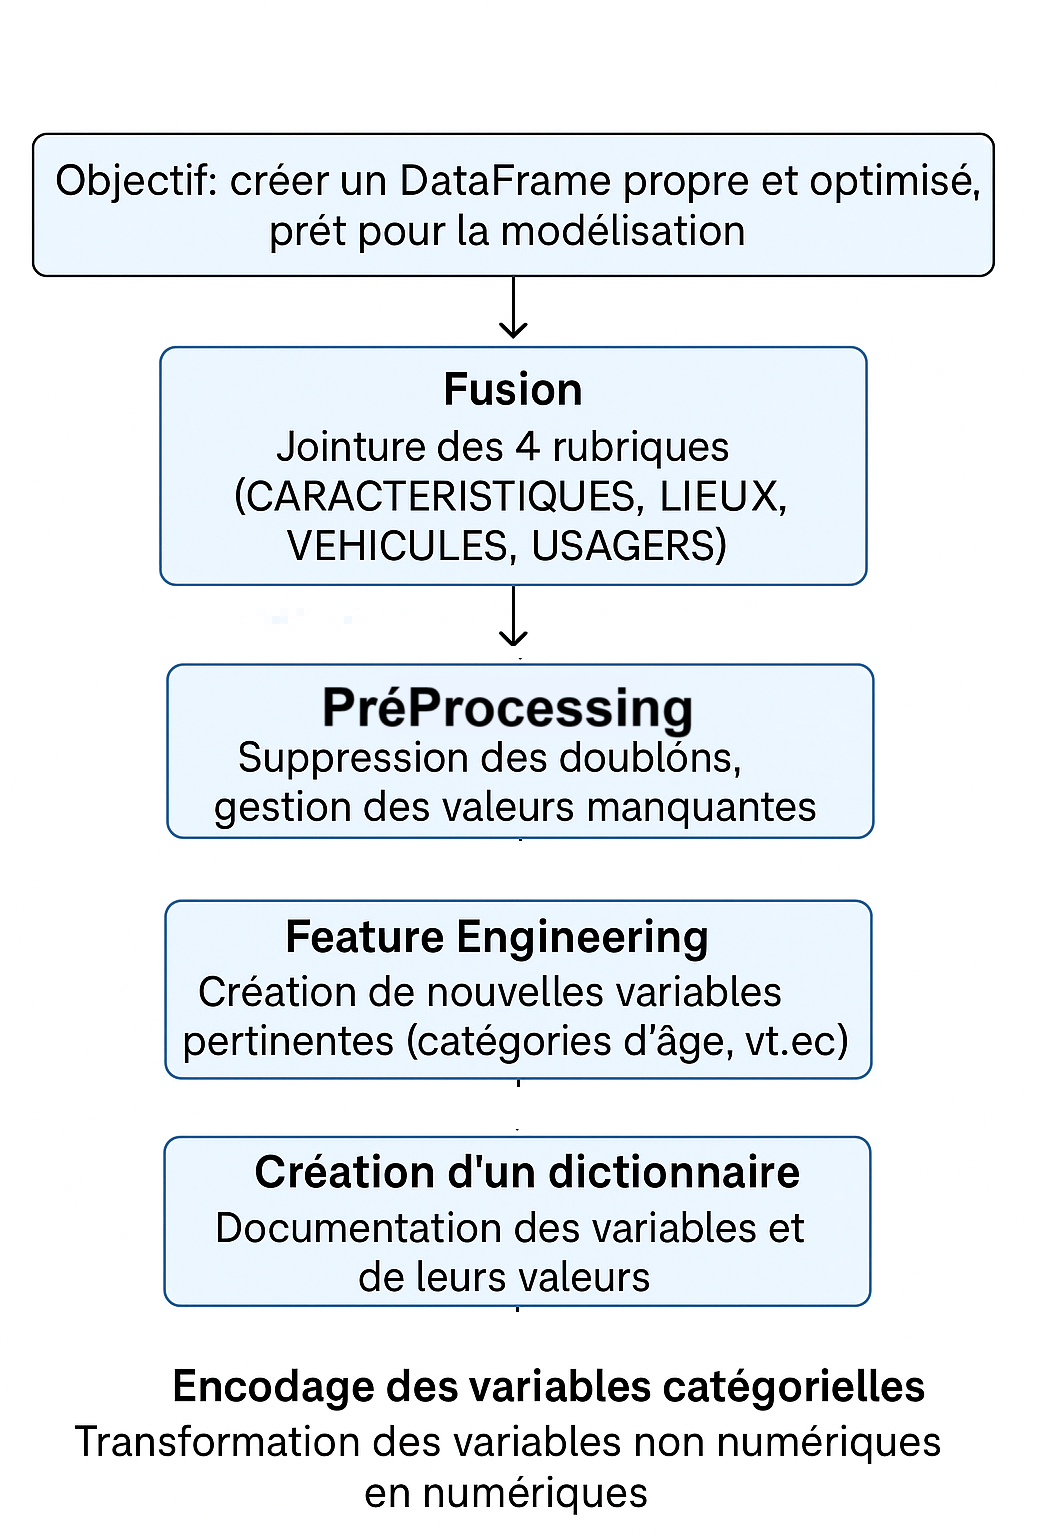 Objectif: créer un DataFrame propre et optimisé,
prét pour la modélisation
Fusion
Jointure des 4 rubriques
(CARACTERISTIQUES, LIEUX,
VEHICULES, USAGERS)
PréProcessing
Suppression des doublóns,
gestion des valeurs manquantes
Feature Engineering
Création de nouvelles variables
pertinentes (catégories d’âge, vt.ec)
Création d'un dictionnaire
Documentation des variables et
de leurs valeurs
Encodage des variables catégorielles
Transformation des variables non numériques
en numériques